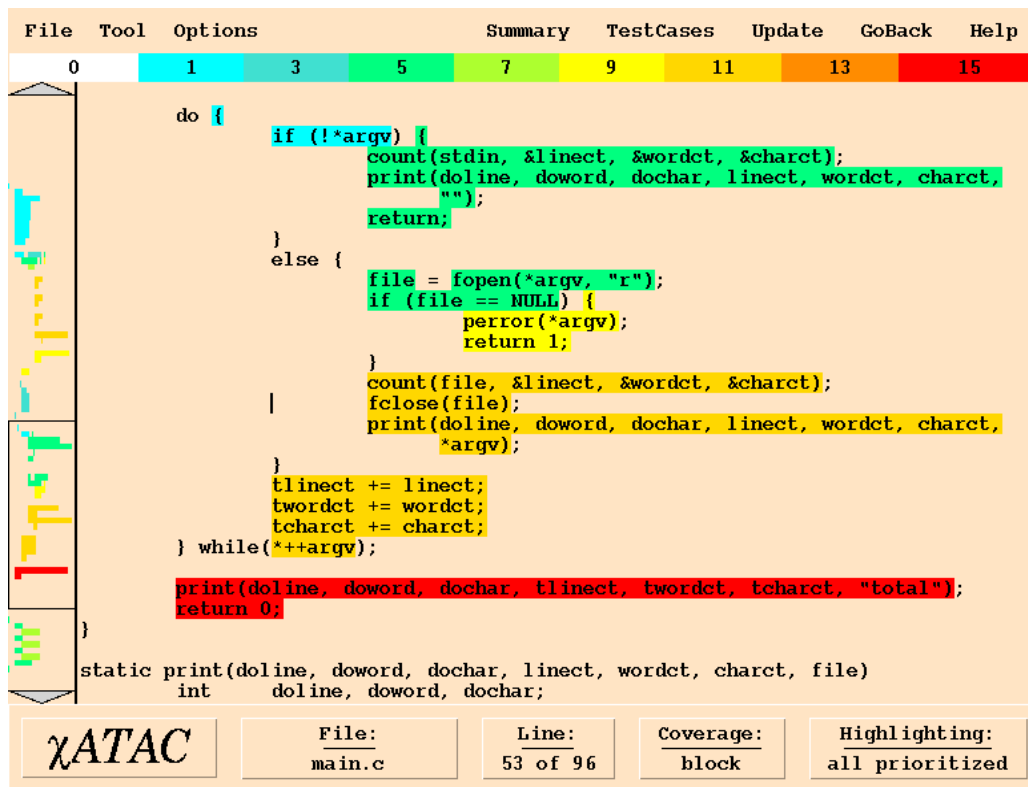 File Tool Options Summary TestCases Update GoBack Help
0 1 3 5 7 9 11 13 15
do {
if (!*argv) {
count(stdin, &linect, &wordct, &charct);
print(doline, doword, dochar, linect, wordct, charct,
"");
return;
}
else {
file = fopen(*argv, "r");
if (file == NULL) {
perror(*argv);
return 1;
}
count(file, &linect, &wordct, &charct);
fclose(file);
print(doline, doword, dochar, linect, wordct, charct,
*argv);
}
tlinect += linect;
twordct += wordct;
tcharct += charct;
} while(*++argv);
print(doline, doword, dochar, tlinect, twordct, tcharct, "total");
return 0;
}
static print(doline, doword, dochar, linect, wordct, charct, file)
int doline, doword, dochar;
χATAC File: Line: Coverage: Highlighting:
main.c 53 of 96 block all prioritized